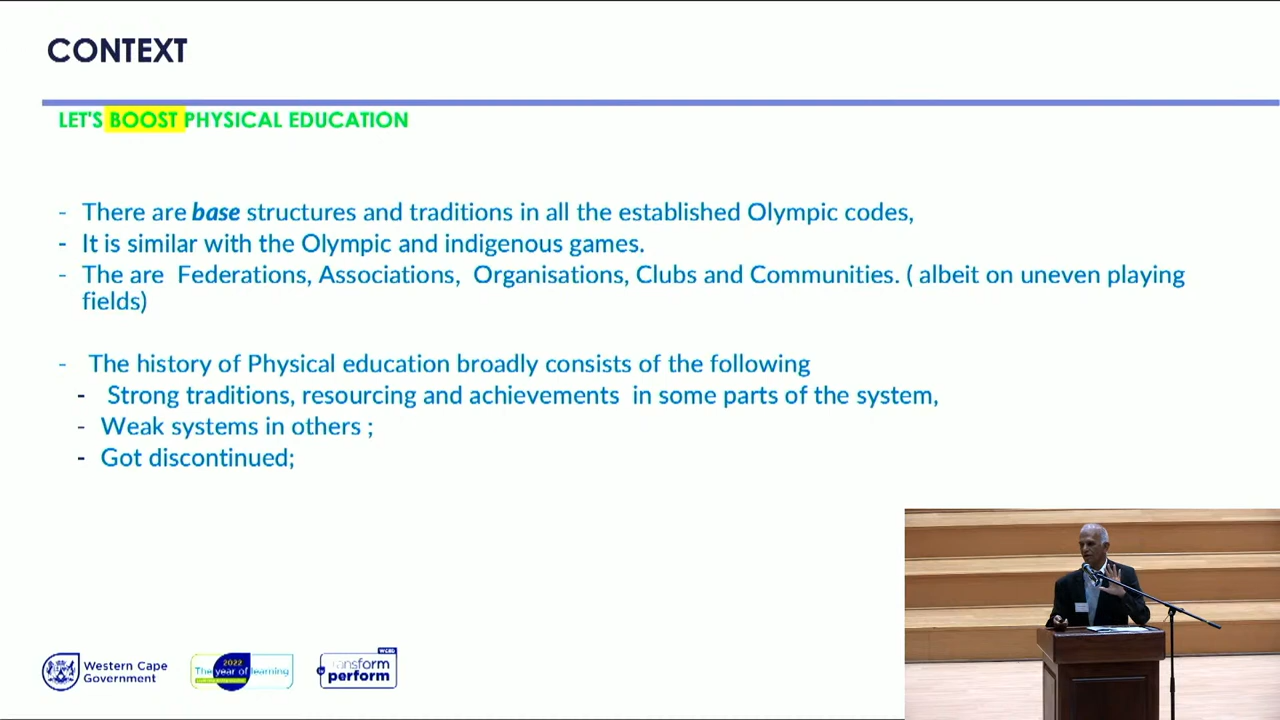 CONTEXT
LET'S BOOST PHYSICAL EDUCATION
- There are base structures and traditions in all the established Olympic codes,
- It is similar with the Olympic and indigenous games.
- The are Federations, Associations, Organisations, Clubs and Communities. ( albeit on uneven playing
fields)
- The history of Physical education broadly consists of the following
- Strong traditions, resourcing and achievements in some parts of the system,
- Weak systems in others ;
- Got discontinued;
Western Cape
Government
2022
The year of learning
WCED
Transform
to perform